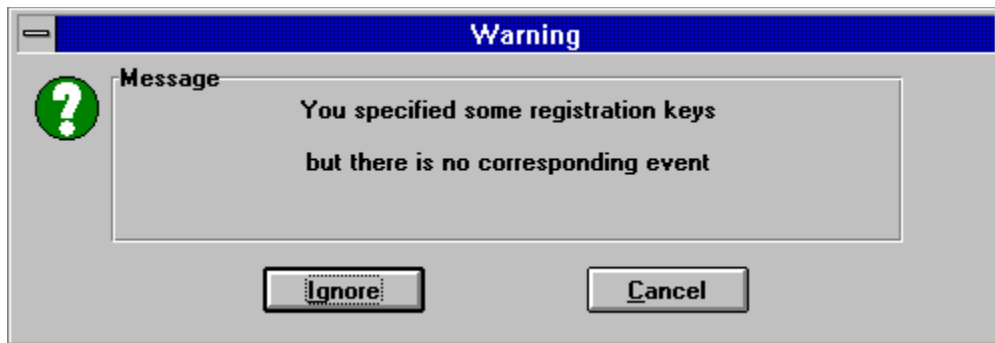 Warning
Message
You specified some registration keys
but there is no corresponding event
Ignore
Cancel